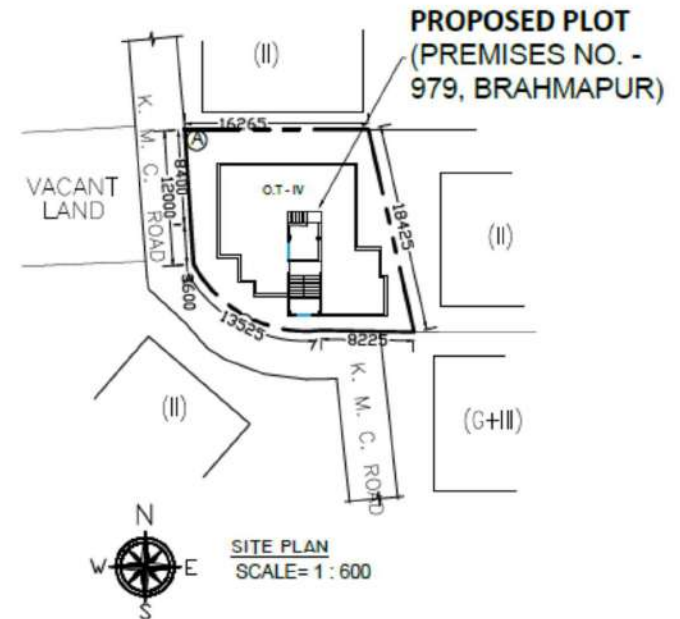 PROPOSED PLOT
(PREMISES NO. -
979, BRAHMAPUR)
(II)
16265
A
K. M. C. ROAD
8400
12000
VACANT
LAND
O.T - IV
18425
(II)
3600
13525
8225
K. M. C. ROAD
(II)
(G+III)
N
W
E
S
SITE PLAN
SCALE= 1 : 600